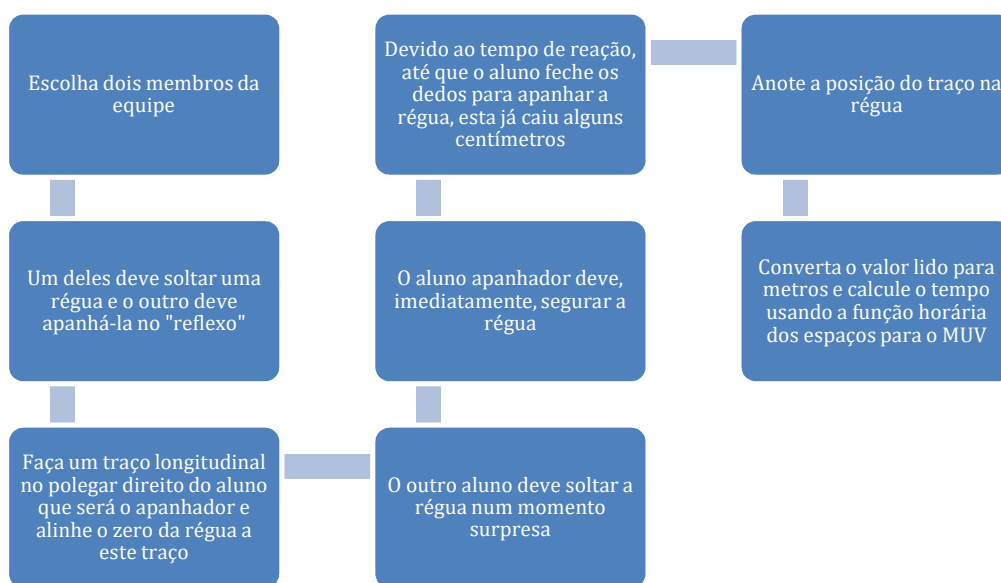 Escolha dois membros da
equipe
Um deles deve soltar uma
régua e o outro deve
apanhá-la no "reflexo"
Faça um traço longitudinal
no polegar direito do aluno
que será o apanhador e
alinhe o zero da régua a
este traço
O outro aluno deve soltar a
régua num momento
surpresa
O aluno apanhador deve,
imediatamente, segurar a
régua
Devido ao tempo de reação,
até que o aluno feche os
dedos para apanhar a
régua, esta já caiu alguns
centímetros
Anote a posição do traço na
régua
Converta o valor lido para
metros e calcule o tempo
usando a função horária
dos espaços para o MUV